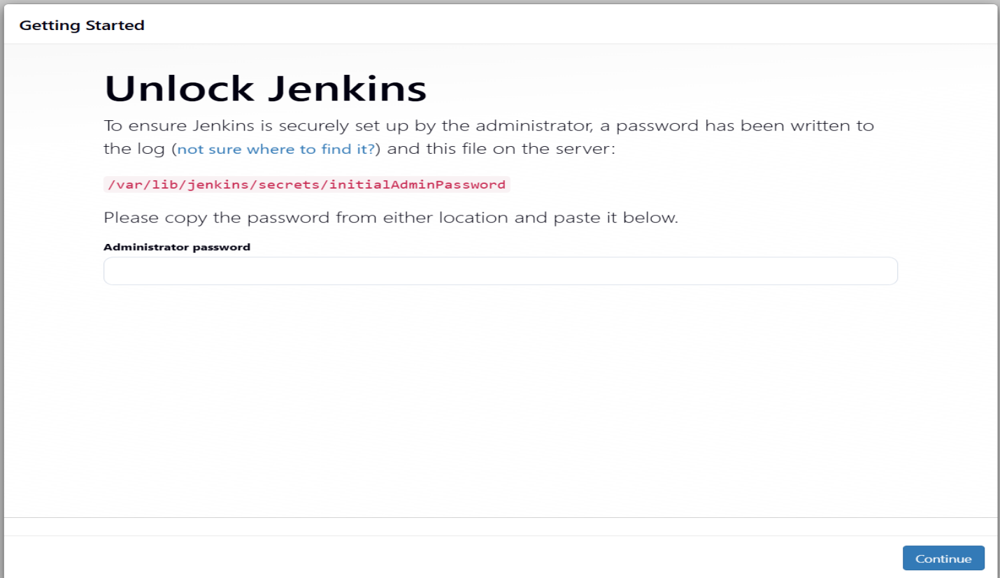 Getting Started
Unlock Jenkins
To ensure Jenkins is securely set up by the administrator, a password has been written to
the log (not sure where to find it?) and this file on the server:
/var/lib/jenkins/secrets/initialAdminPassword
Please copy the password from either location and paste it below.
Administrator password
Continue